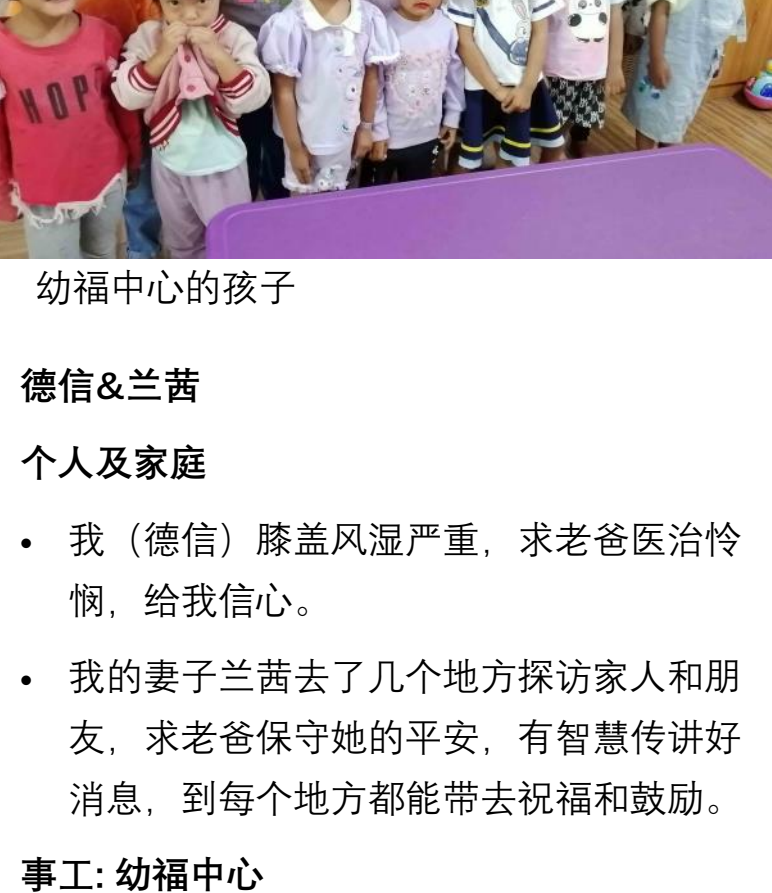 HOP
幼福中心的孩子
德信&兰茜
个人及家庭
• 我（德信）膝盖风湿严重，求老爸医治怜
悯，给我信心。
• 我的妻子兰茜去了几个地方探访家人和朋
友，求老爸保守她的平安，有智慧传讲好
消息，到每个地方都能带去祝福和鼓励。
事工: 幼福中心